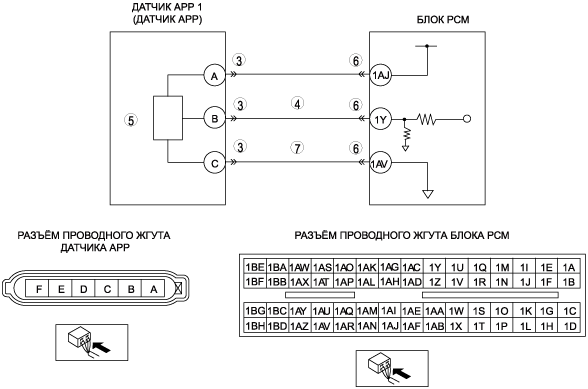 ДАТЧИК APP 1
(ДАТЧИК APP)
БЛОК PCM
3
6
A
1AJ
3
4
6
5
B
1Y
3
7
6
C
1AV
РАЗЪЁМ ПРОВОДНОГО ЖГУТА
ДАТЧИКА APP
РАЗЪЁМ ПРОВОДНОГО ЖГУТА БЛОКА PCM
F E D C B A
1BE 1BA 1AW 1AS 1AO 1AK 1AG 1AC 1Y 1U 1Q 1M 1I 1E 1A
1BF 1BB 1AX 1AT 1AP 1AL 1AH 1AD 1Z 1V 1R 1N 1J 1F 1B
1BG 1BC 1AY 1AU 1AQ 1AM 1AI 1AE 1AA 1W 1S 1O 1K 1G 1C
1BH 1BD 1AZ 1AV 1AR 1AN 1AJ 1AF 1AB 1X 1T 1P 1L 1H 1D